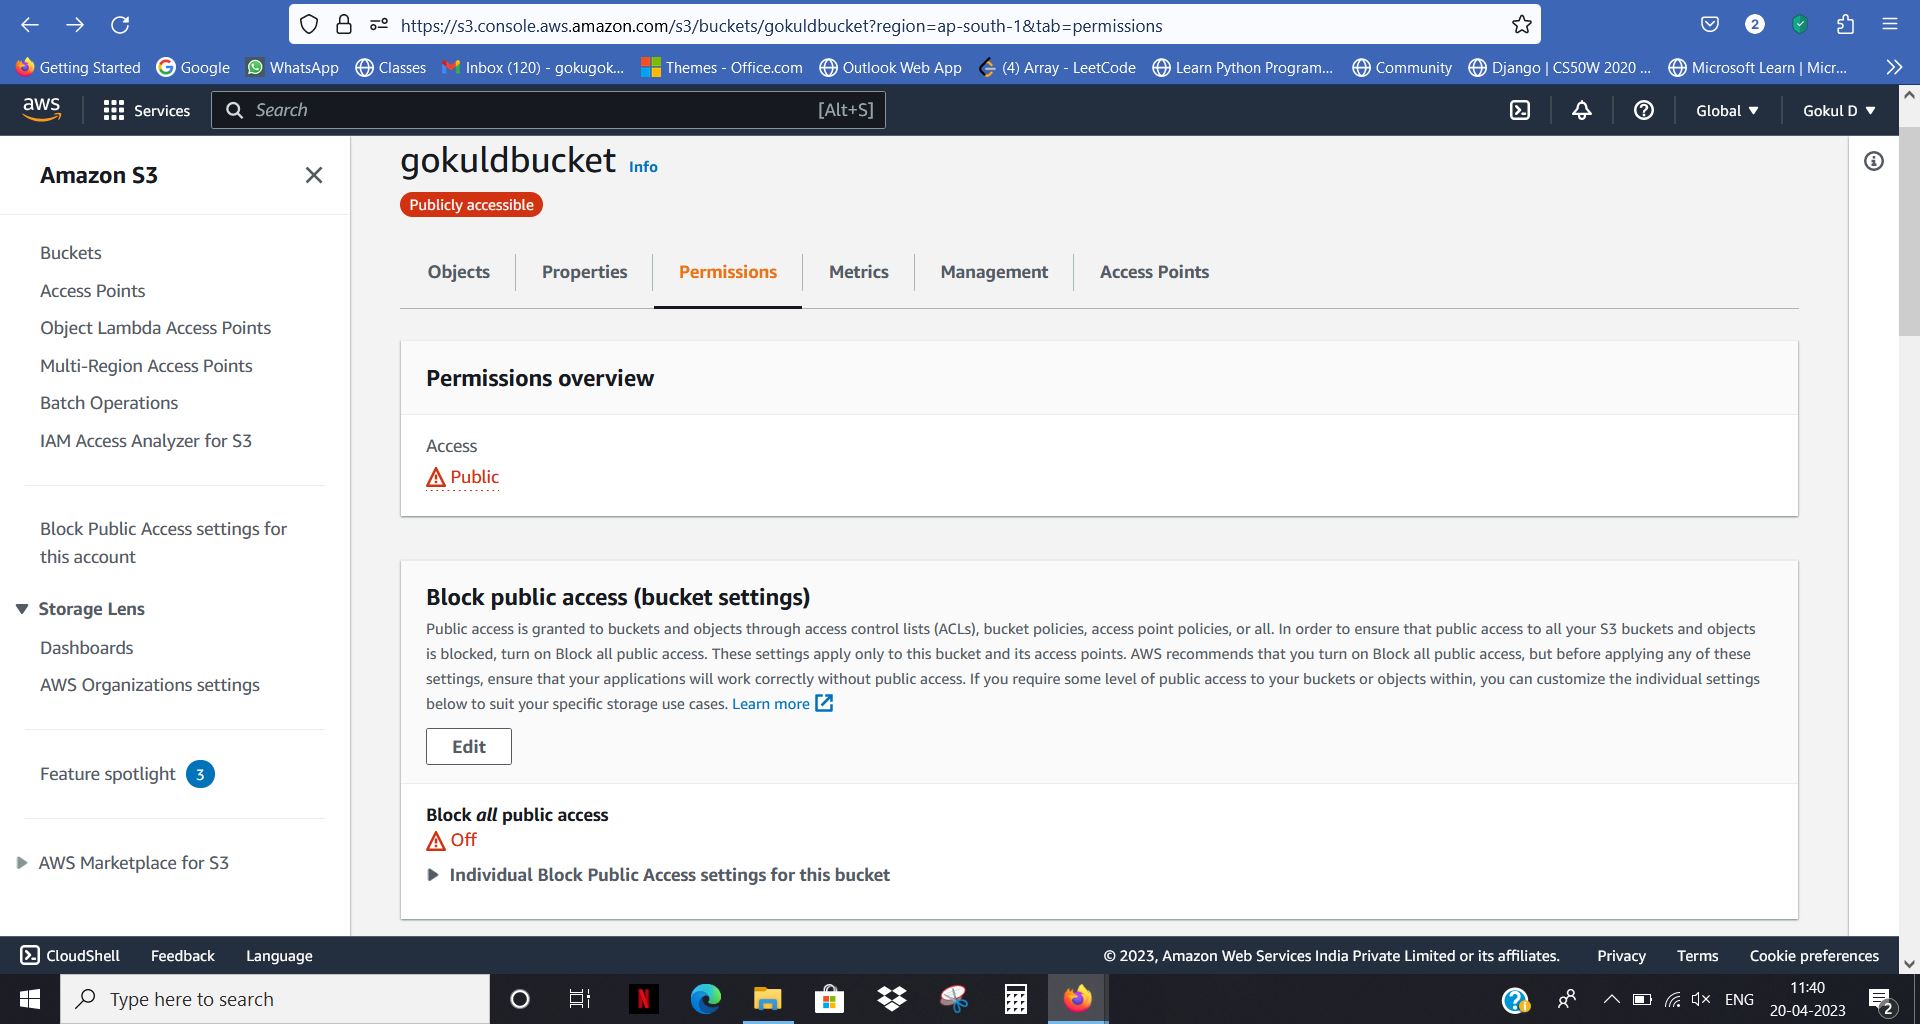 https://s3.console.aws.amazon.com/s3/buckets/gokuldbucket?region=ap-south-1&tab=permissions
2
Getting Started
Google
WhatsApp
Classes
Inbox (120) - gokugok...
Themes - Office.com
Outlook Web App
(4) Array - LeetCode
Learn Python Program...
Community
Django | CS50W 2020 ...
Microsoft Learn | Micr...
aws
Services
Search
[Alt+S]
Global
Gokul D
Amazon S3
Buckets
Access Points
Object Lambda Access Points
Multi-Region Access Points
Batch Operations
IAM Access Analyzer for S3
Block Public Access settings for
this account
Storage Lens
Dashboards
AWS Organizations settings
Feature spotlight 3
AWS Marketplace for S3
gokuldbucket Info
Publicly accessible
Objects
Properties
Permissions
Metrics
Management
Access Points
Permissions overview
Access
Public
Block public access (bucket settings)
Public access is granted to buckets and objects through access control lists (ACLs), bucket policies, access point policies, or all. In order to ensure that public access to all your S3 buckets and objects
is blocked, turn on Block all public access. These settings apply only to this bucket and its access points. AWS recommends that you turn on Block all public access, but before applying any of these
settings, ensure that your applications will work correctly without public access. If you require some level of public access to your buckets or objects within, you can customize the individual settings
below to suit your specific storage use cases. Learn more
Edit
Block all public access
Off
Individual Block Public Access settings for this bucket
CloudShell
Feedback
Language
© 2023, Amazon Web Services India Private Limited or its affiliates.
Privacy
Terms
Cookie preferences
Type here to search
ENG
11:40
20-04-2023
2